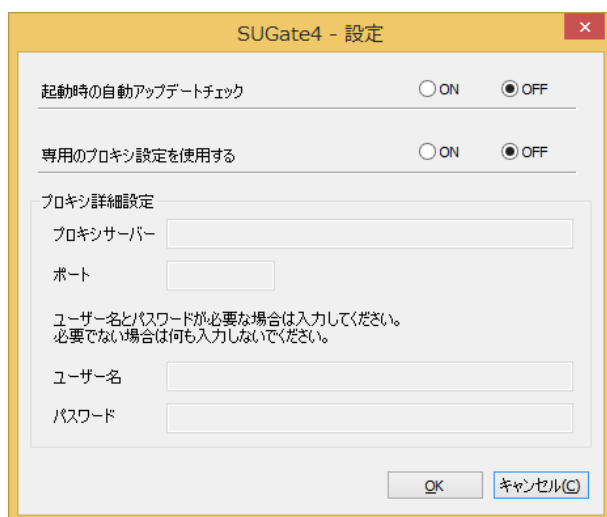 SUGate4 - 設定
起動時の自動アップデートチェック ON OFF
専用のプロキシ設定を使用する ON OFF
プロキシ詳細設定
プロキシサーバー
ポート
ユーザー名とパスワードが必要な場合は入力してください。
必要でない場合は何も入力しないでください。
ユーザー名
パスワード
OK キャンセル(C)